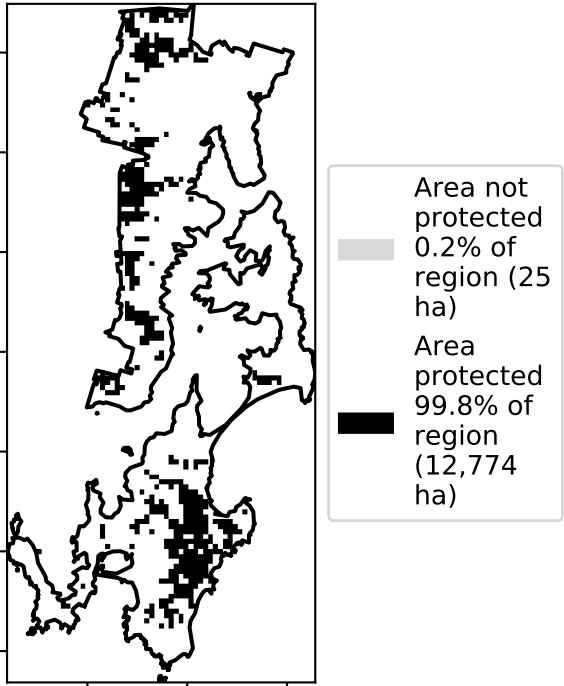 Area not
protected
0.2% of
region (25
ha)
Area
protected
99.8% of
region
(12,774
ha)